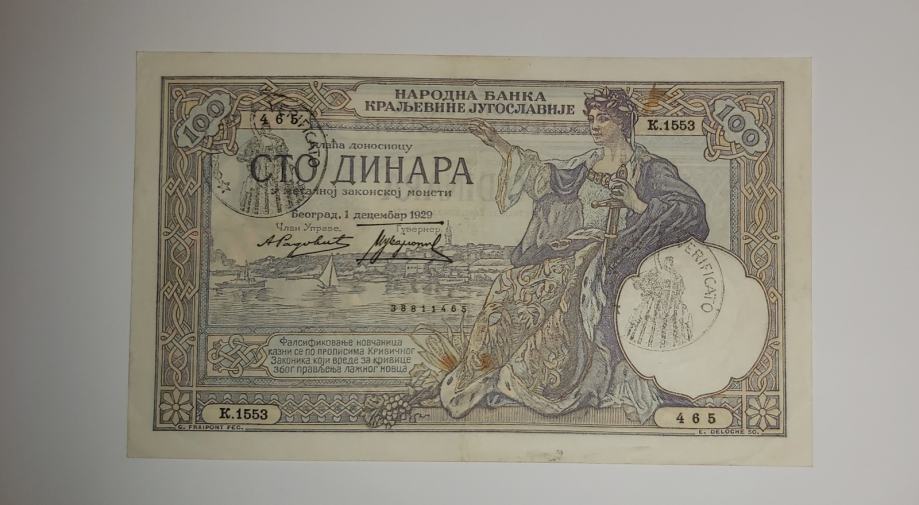 НАРОДНА БАНКА
КРАЉЕВИНЕ ЈУГОСЛАВИЈЕ
100
465
К.1553
100
VERIFICATO
плаћа доносиоцу
СТО ДИНАРА
у металној законској монети
Београд, 1 децембар 1929
Члан Управе,
Гувернер,
38811465
ERIFICATO
Фалсификовање новчаница
казни се по прописима Кривичног
Законика који вреде за кривице
због прављења лажног новца.
К.1553
465
G. FRAIPONT FEC.
E. DELOCHE SC.